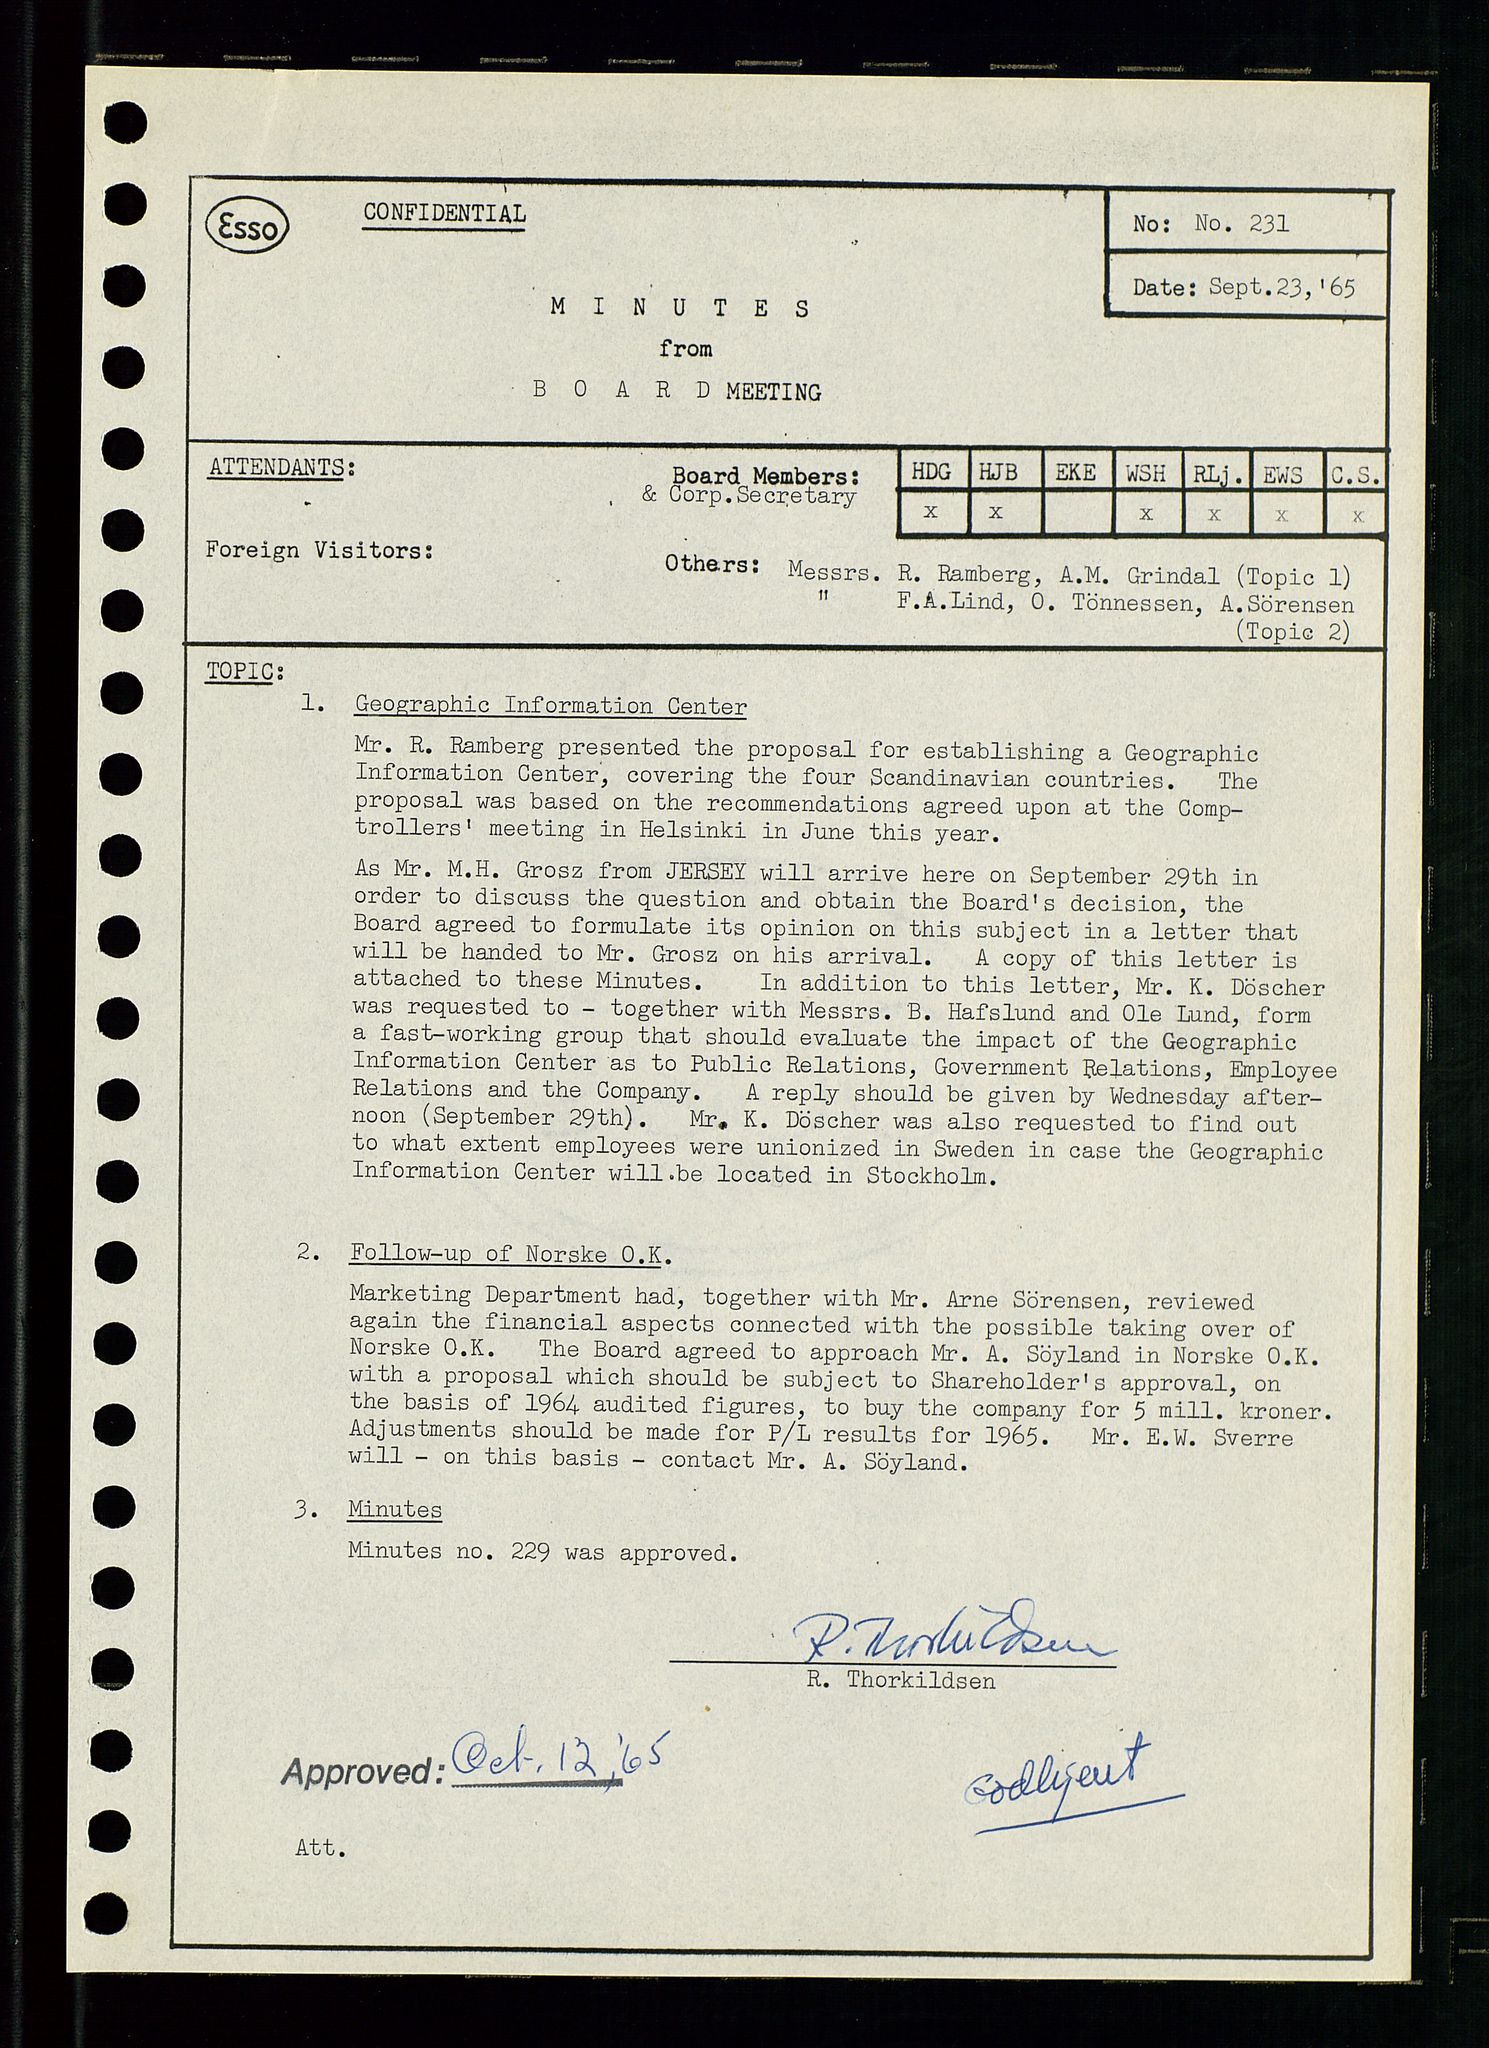 Esso
CONFIDENTIAL
No: No. 231
Date: Sept.23,'65
M I N U T E S
from
B O A R D MEETING
ATTENDANTS:
Board Members: HDG HJB EKE WSH RLj. EWS C.S.
& Corp.Secretary x x x x x x
Foreign Visitors:
Others: Messrs. R. Ramberg, A.M. Grindal (Topic 1)
" F.A.Lind, O. Tönnessen, A.Sörensen
(Topic 2)
TOPIC:
1. Geographic Information Center
Mr. R. Ramberg presented the proposal for establishing a Geographic
Information Center, covering the four Scandinavian countries. The
proposal was based on the recommendations agreed upon at the Comp-
trollers' meeting in Helsinki in June this year.
As Mr. M.H. Grosz from JERSEY will arrive here on September 29th in
order to discuss the question and obtain the Board's decision, the
Board agreed to formulate its opinion on this subject in a letter that
will be handed to Mr. Grosz on his arrival. A copy of this letter is
attached to these Minutes. In addition to this letter, Mr. K. Döscher
was requested to - together with Messrs. B. Hafslund and Ole Lund, form
a fast-working group that should evaluate the impact of the Geographic
Information Center as to Public Relations, Government Relations, Employee
Relations and the Company. A reply should be given by Wednesday after-
noon (September 29th). Mr. K. Döscher was also requested to find out
to what extent employees were unionized in Sweden in case the Geographic
Information Center will be located in Stockholm.
2. Follow-up of Norske O.K.
Marketing Department had, together with Mr. Arne Sörensen, reviewed
again the financial aspects connected with the possible taking over of
Norske O.K. The Board agreed to approach Mr. A. Söyland in Norske O.K.
with a proposal which should be subject to Shareholder's approval, on
the basis of 1964 audited figures, to buy the company for 5 mill. kroner.
Adjustments should be made for P/L results for 1965. Mr. E.W. Sverre
will - on this basis - contact Mr. A. Söyland.
3. Minutes
Minutes no. 229 was approved.
R. Thorkildsen
R. Thorkildsen
Approved: Oct. 12,'65
Godkjent
Att.